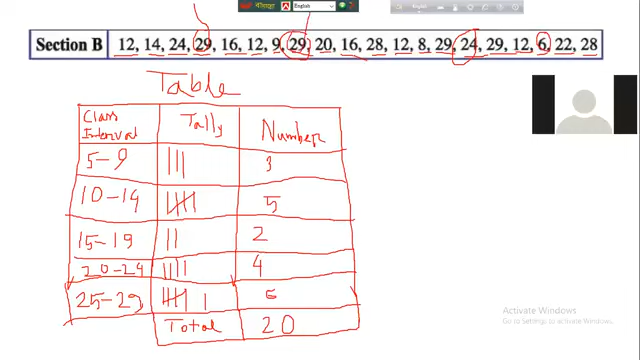 Section B 12, 14, 24, 29, 16, 12, 9, 29, 20, 16, 28, 12, 8, 29, 24, 29, 12, 6, 22, 28
Table
Class Interval Tally Number
5-9 ||| 3
10-14 5
15-19 || 2
20-24 |||| 4
25-29 6
Total 20
Activate Windows
Go to Settings to activate Windows.